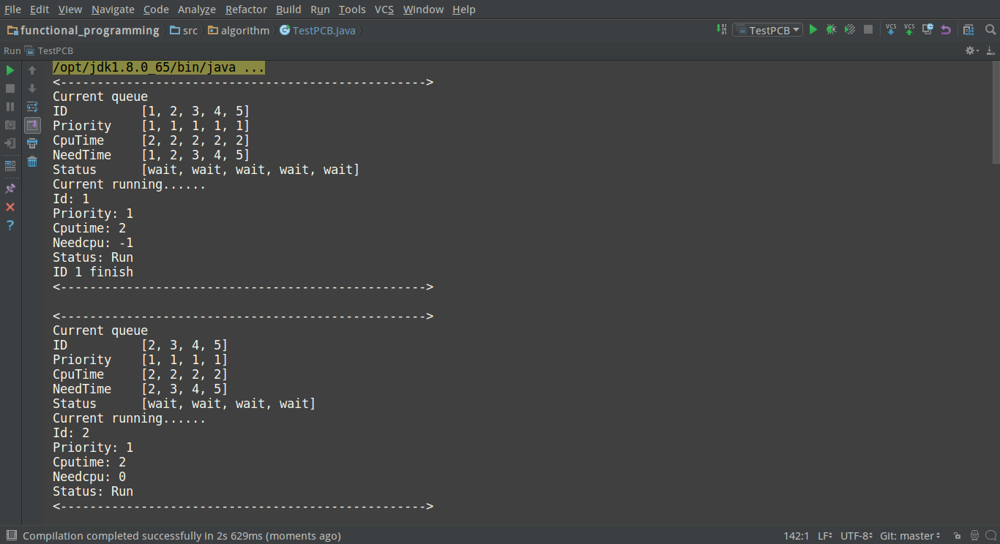 File Edit View Navigate Code Analyze Refactor Build Run Tools VCS Window Help
functional_programming src algorithm TestPCB.java TestPCB VCS VCS
Run TestPCB
/opt/jdk1.8.0_65/bin/java ...
<-------------------------------------------------->
Current queue
ID          [1, 2, 3, 4, 5]
Priority    [1, 1, 1, 1, 1]
CpuTime     [2, 2, 2, 2, 2]
NeedTime    [1, 2, 3, 4, 5]
Status      [wait, wait, wait, wait, wait]
Current running......
Id: 1
Priority: 1
Cputime: 2
Needcpu: -1
Status: Run
ID 1 finish
<-------------------------------------------------->
<-------------------------------------------------->
Current queue
ID          [2, 3, 4, 5]
Priority    [1, 1, 1, 1]
CpuTime     [2, 2, 2, 2]
NeedTime    [2, 3, 4, 5]
Status      [wait, wait, wait, wait]
Current running......
Id: 2
Priority: 1
Cputime: 2
Needcpu: 0
Status: Run
<-------------------------------------------------->
Compilation completed successfully in 2s 629ms (moments ago) 142:1 LF UTF-8 Git: master